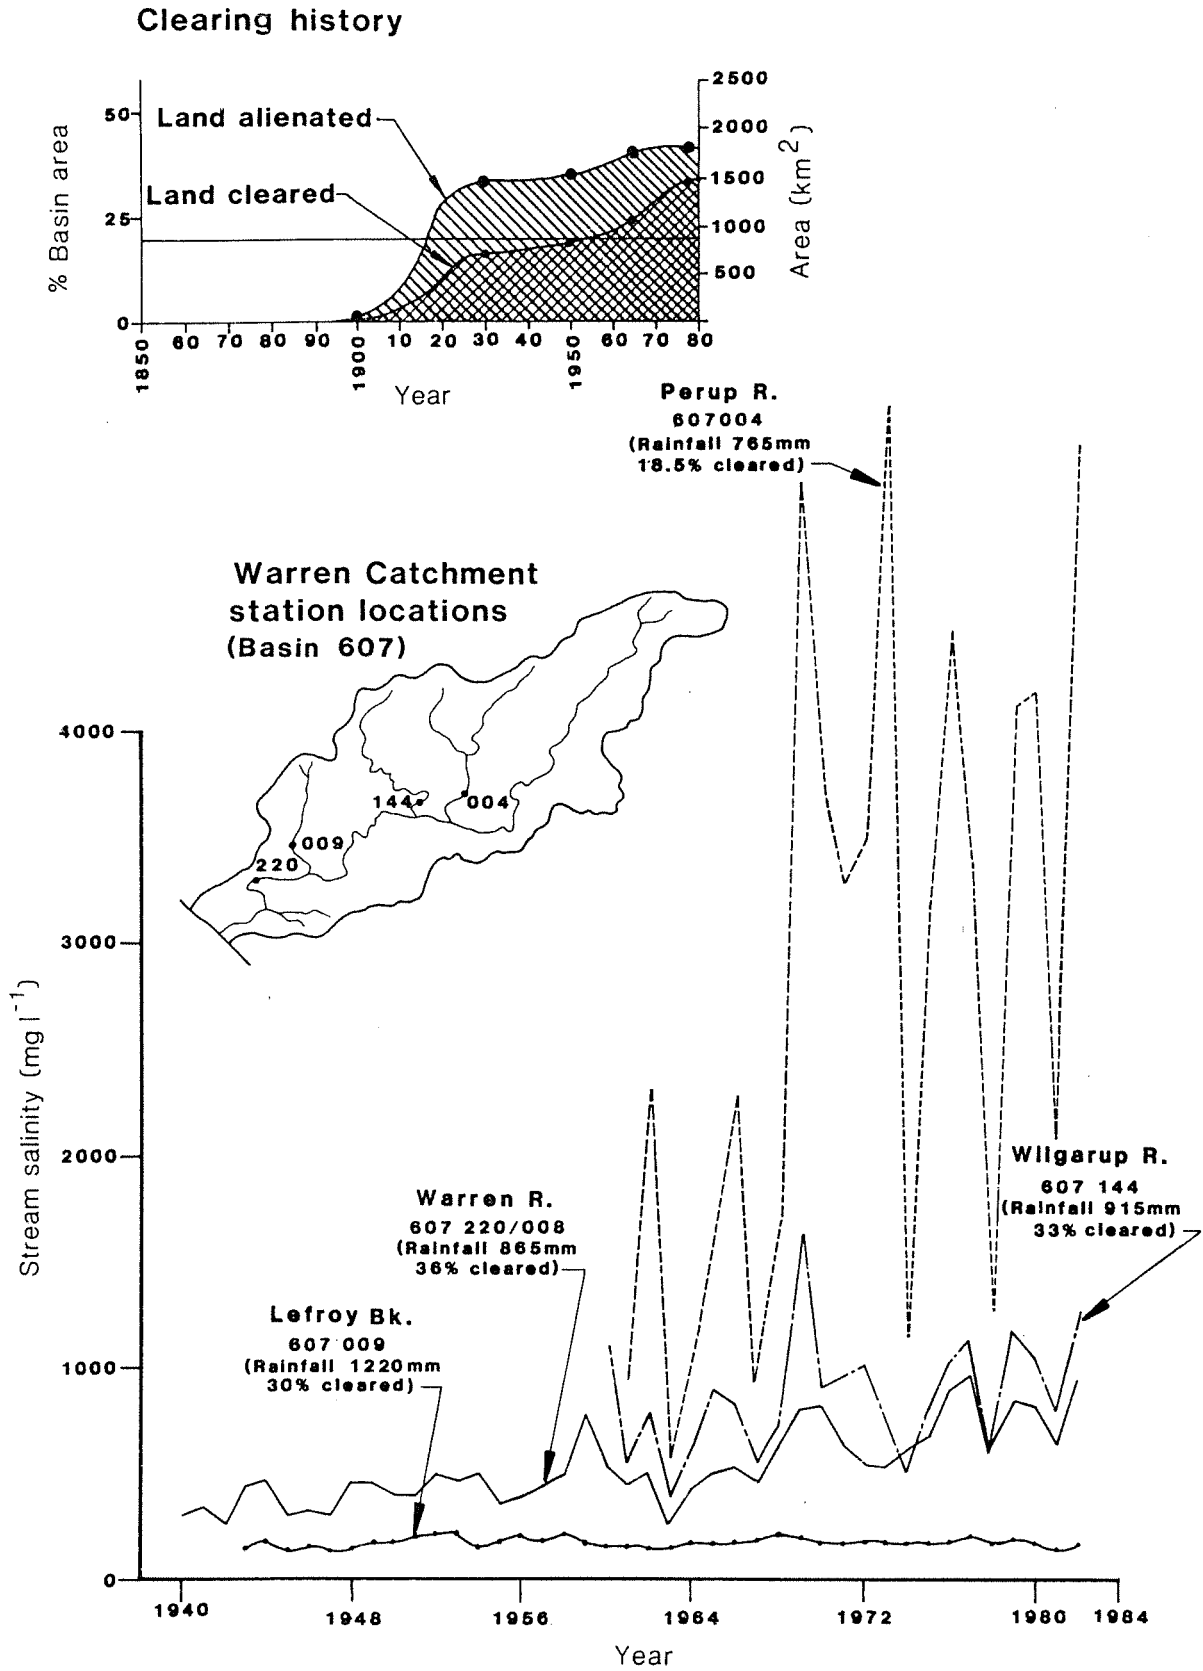 Clearing history
50
25
0
% Basin area
Land alienated
Land cleared
2500
2000
1500
1000
500
Area (km²)
1850 60 70 80 90 1900 10 20 30 40 1950 60 70 80
Year
Perup R.
607004
(Rainfall 765mm
18.5% cleared)
Warren Catchment
station locations
(Basin 607)
144
004
009
220
4000
3000
2000
1000
0
Stream salinity (mg l⁻¹)
Wilgarup R.
607 144
(Rainfall 915mm
33% cleared)
Warren R.
607 220/008
(Rainfall 865mm
36% cleared)
Lefroy Bk.
607 009
(Rainfall 1220mm
30% cleared)
1940 1948 1956 1964 1972 1980 1984
Year